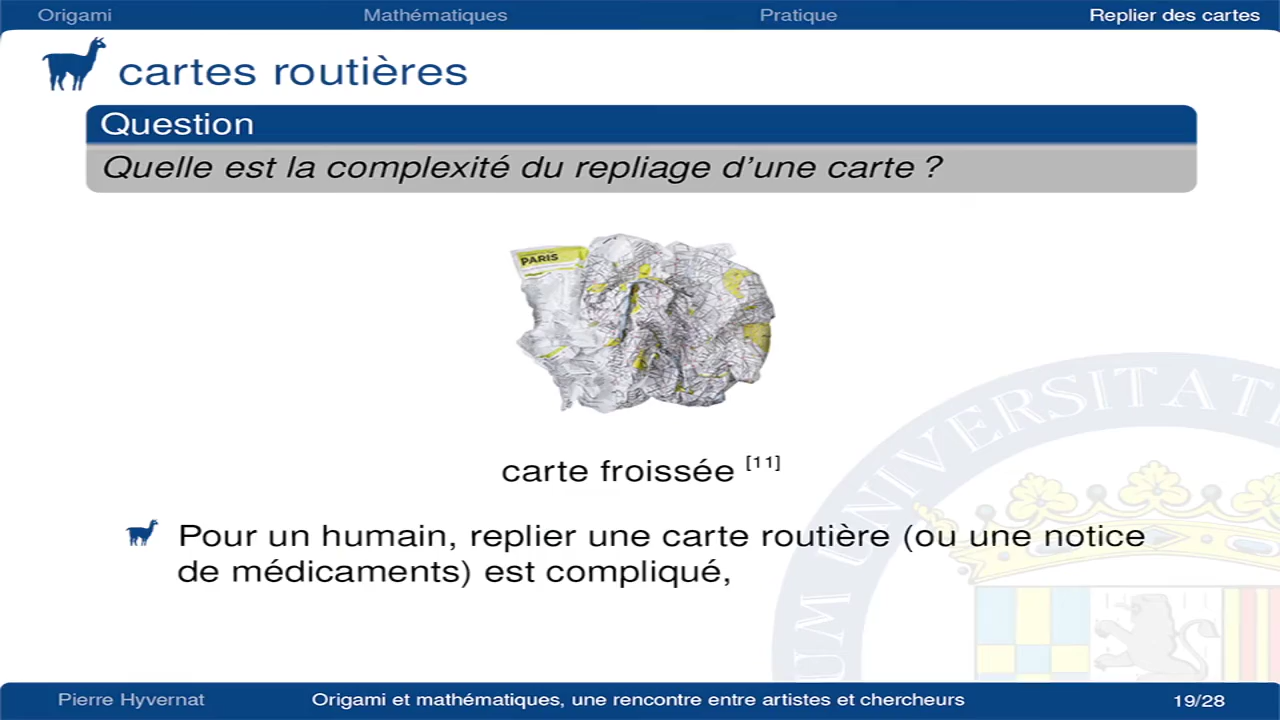 Origami Mathématiques Pratique Replier des cartes
cartes routières
Question
Quelle est la complexité du repliage d'une carte ?
PARIS
carte froissée [11]
Pour un humain, replier une carte routière (ou une notice
de médicaments) est compliqué,
UM UNIVERSITATI
Pierre Hyvernat Origami et mathématiques, une rencontre entre artistes et chercheurs 19/28